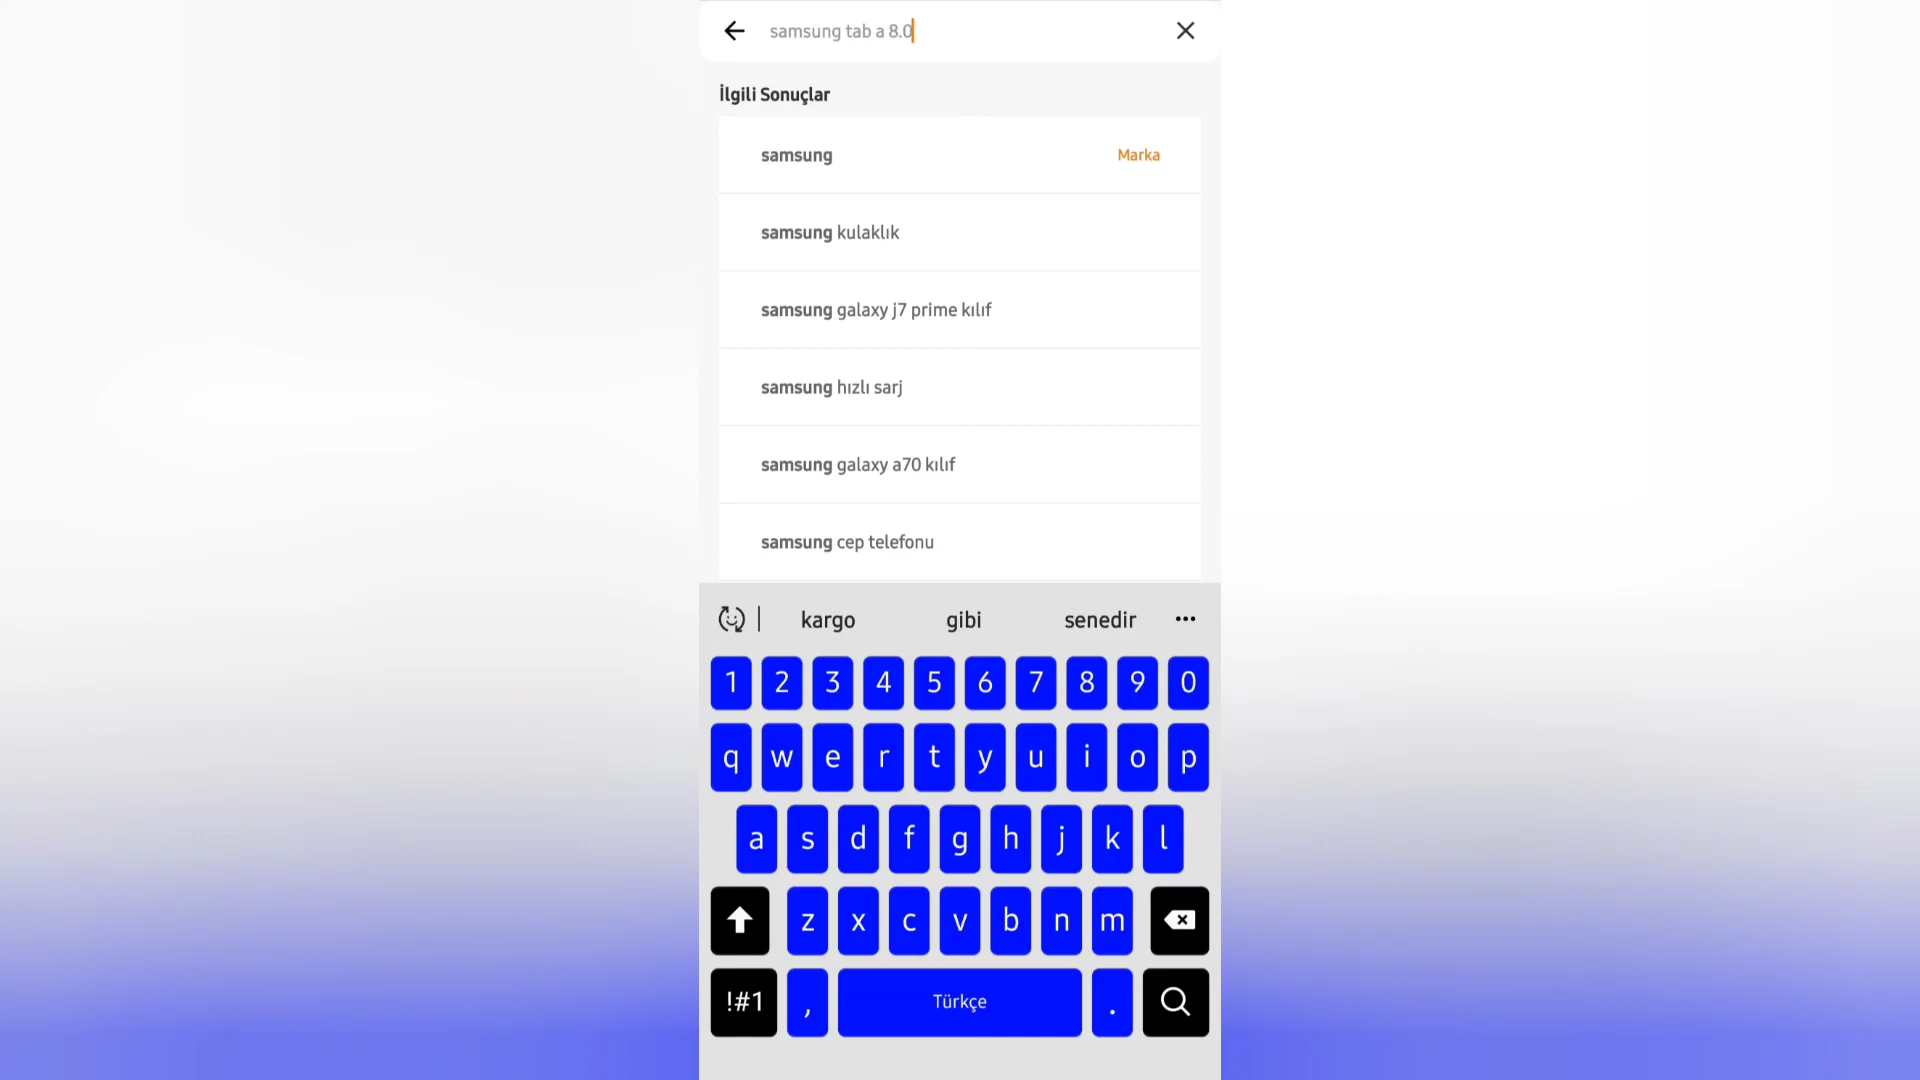 samsung tab a 8.0
İlgili Sonuçlar
samsung Marka
samsung kulaklık
samsung galaxy j7 prime kılıf
samsung hızlı sarj
samsung galaxy a70 kılıf
samsung cep telefonu
kargo gibi senedir
1 2 3 4 5 6 7 8 9 0
q w e r t y u i o p
a s d f g h j k l
z x c v b n m
!#1 , Türkçe .